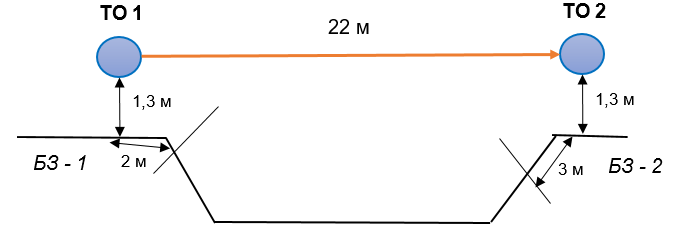 ТО 1
ТО 2
22 м
1,3 м
1,3 м
БЗ - 1
2 м
3 м
БЗ - 2